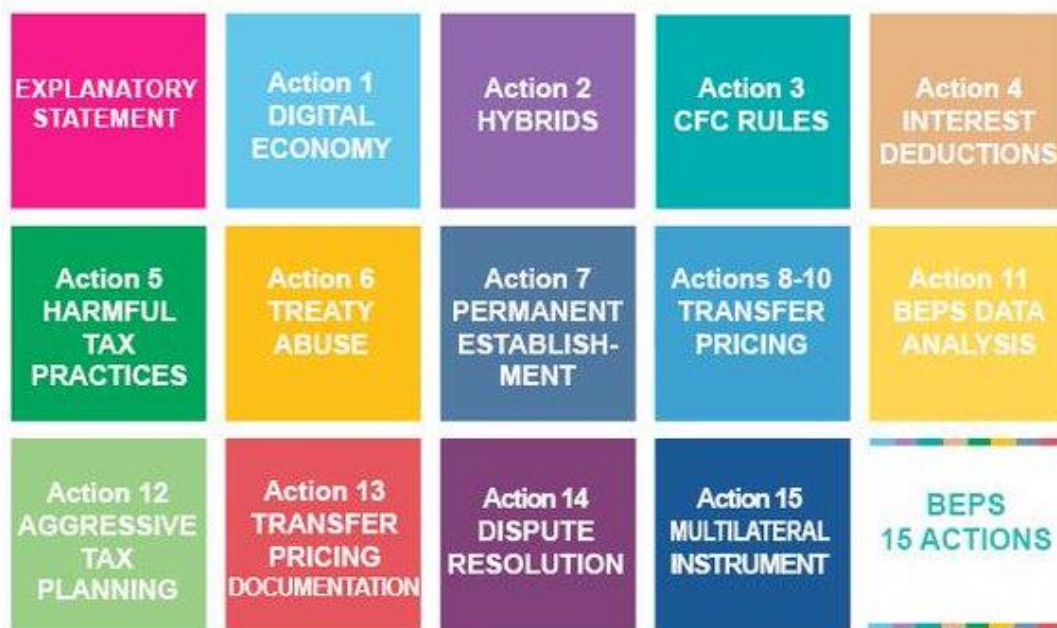 EXPLANATORY
STATEMENT
Action 1
DIGITAL
ECONOMY
Action 2
HYBRIDS
Action 3
CFC RULES
Action 4
INTEREST
DEDUCTIONS
Action 5
HARMFUL
TAX
PRACTICES
Action 6
TREATY
ABUSE
Action 7
PERMANENT
ESTABLISH-
MENT
Actions 8-10
TRANSFER
PRICING
Action 11
BEPS DATA
ANALYSIS
Action 12
AGGRESSIVE
TAX
PLANNING
Action 13
TRANSFER
PRICING
DOCUMENTATION
Action 14
DISPUTE
RESOLUTION
Action 15
MULTILATERAL
INSTRUMENT
BEPS
15 ACTIONS